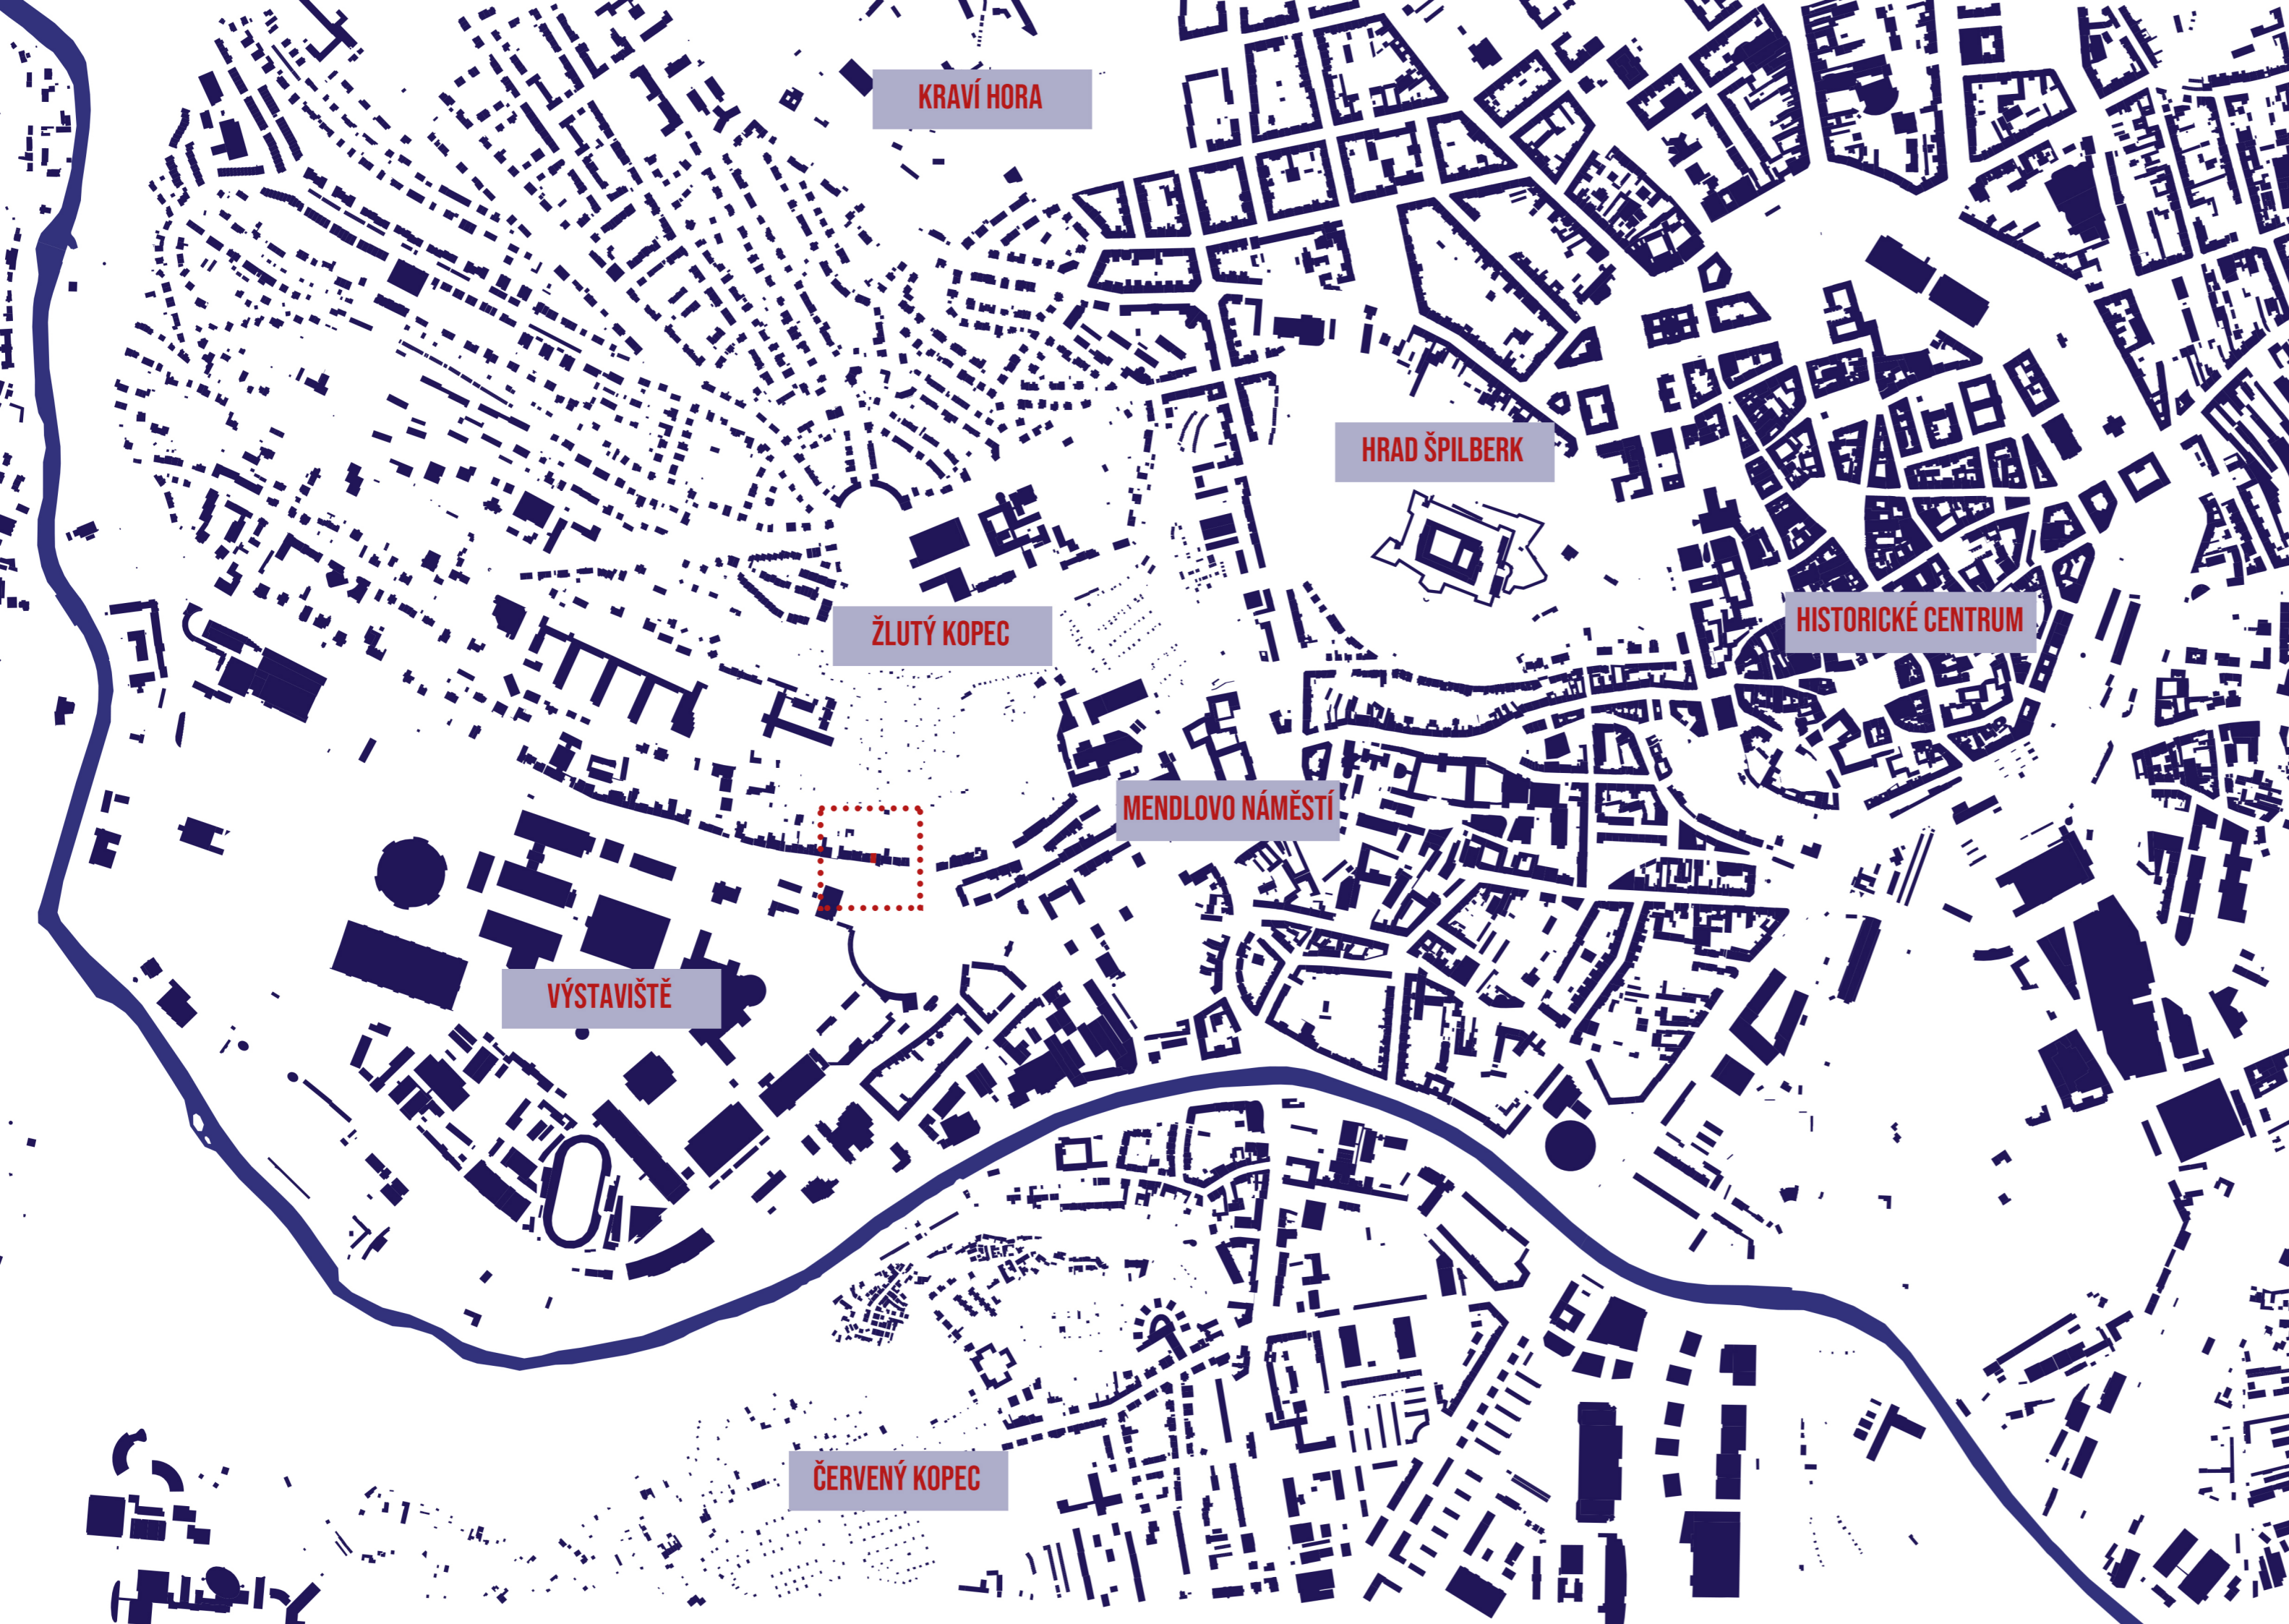 KRAVÍ HORA
HRAD ŠPILBERK
HISTORICKÉ CENTRUM
ŽLUTÝ KOPEC
MENDLOVO NÁMĚSTÍ
VÝSTAVIŠTĚ
ČERVENÝ KOPEC